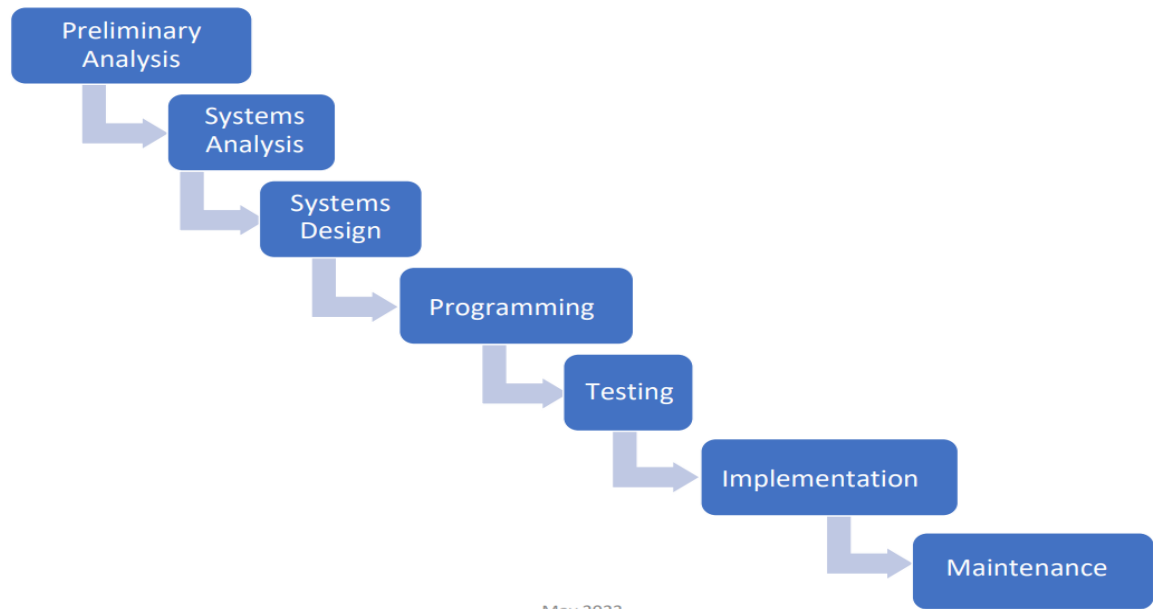 Preliminary
Analysis
Systems
Analysis
Systems
Design
Programming
Testing
Implementation
Maintenance